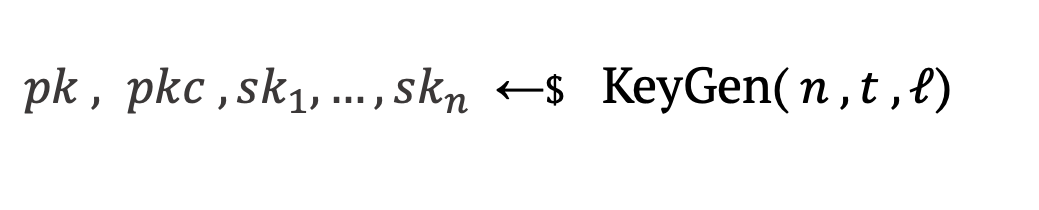 pk , pkc , sk₁, … , skₙ ←$ KeyGen( n , t , ℓ)